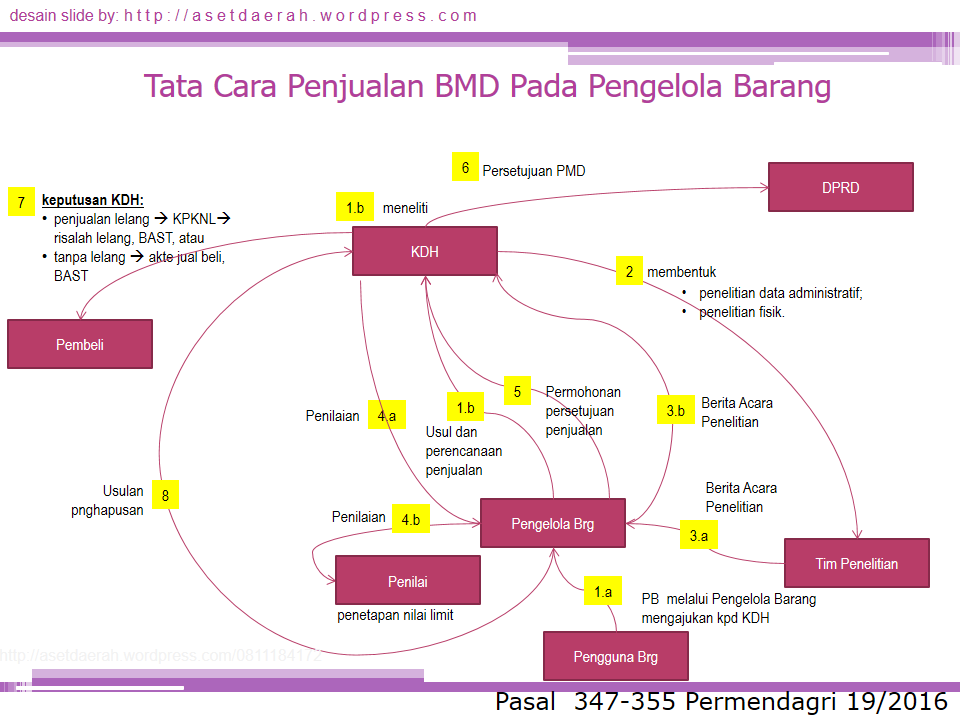 desain slide by: http://asetdaerah.wordpress.com
Tata Cara Penjualan BMD Pada Pengelola Barang
6 Persetujuan PMD
DPRD
7 keputusan KDH:
• penjualan lelang → KPKNL→
risalah lelang, BAST, atau
• tanpa lelang → akte jual beli,
BAST
1.b meneliti
KDH
2 membentuk
• penelitian data administratif;
• penelitian fisik.
Pembeli
Penilaian 4.a
1.b
Usul dan
perencanaan
penjualan
5 Permohonan
persetujuan
penjualan
3.b Berita Acara
Penelitian
Usulan
pnghapusan
8
Penilaian 4.b
Pengelola Brg
Berita Acara
Penelitian
3.a
Tim Penelitian
Penilai
penetapan nilai limit
1.a
PB melalui Pengelola Barang
mengajukan kpd KDH
Pengguna Brg
http://asetdaerah.wordpress.com/0811184172
Pasal 347-355 Permendagri 19/2016